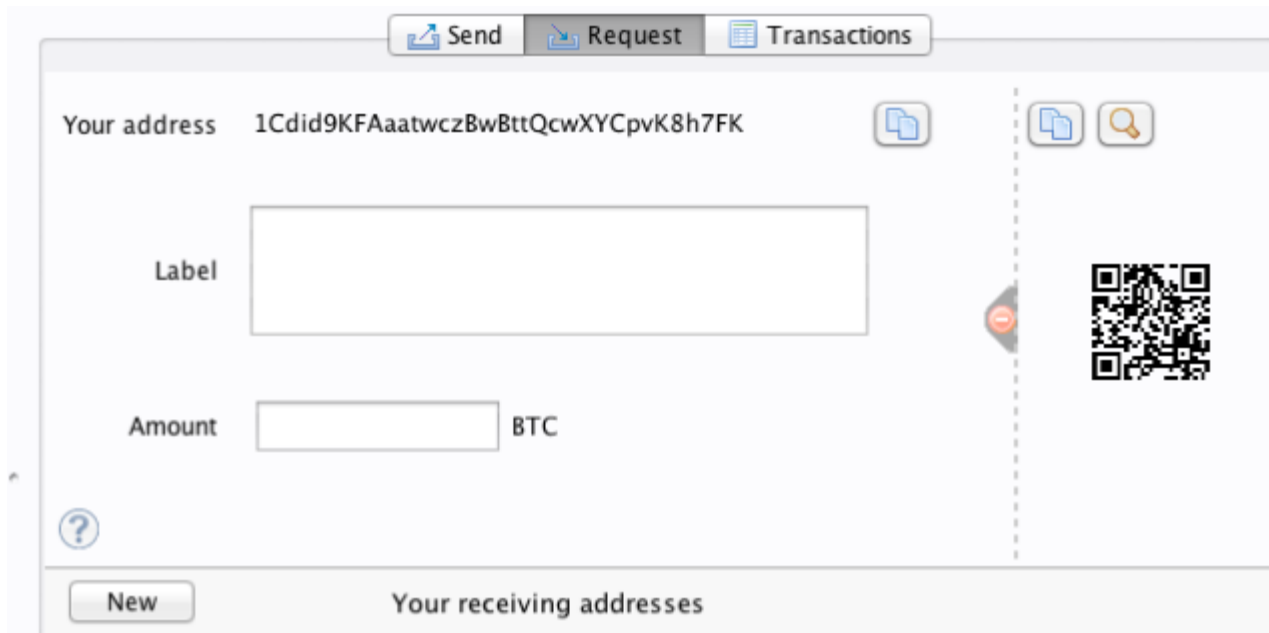 Send Request Transactions
Your address 1Cdid9KFAaatwczBwBttQcwXYCpvK8h7FK
Label
Amount BTC
?
New Your receiving addresses